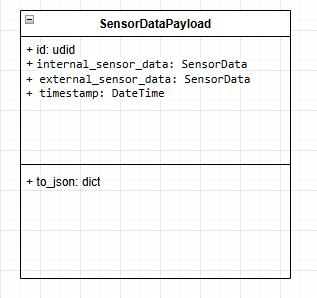 SensorDataPayload
+ id: udid
+ internal_sensor_data: SensorData
+ external_sensor_data: SensorData
+ timestamp: DateTime
+ to_json: dict